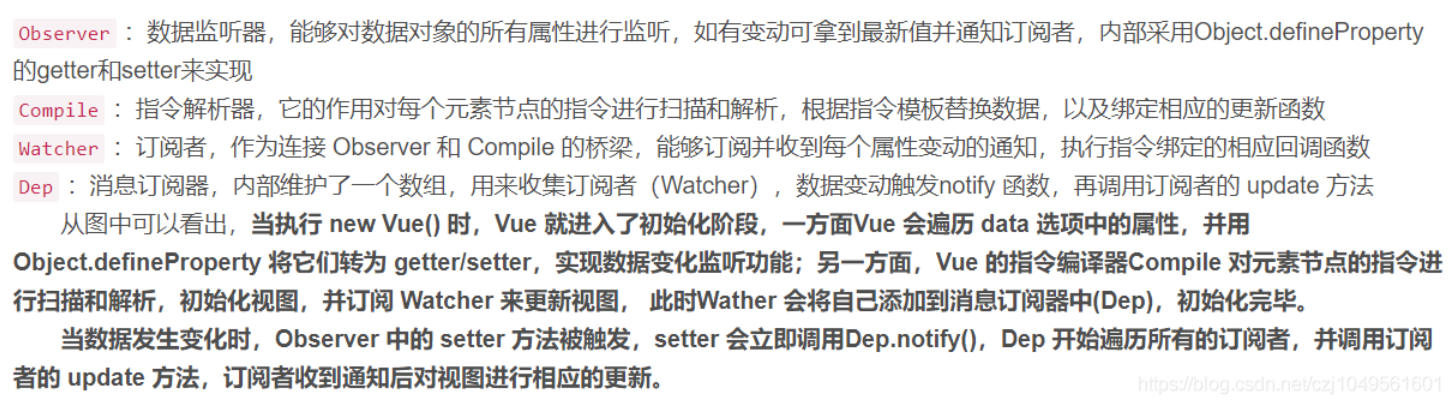 Observer ：数据监听器，能够对数据对象的所有属性进行监听，如有变动可拿到最新值并通知订阅者，内部采用Object.defineProperty
的getter和setter来实现
Compile ：指令解析器，它的作用对每个元素节点的指令进行扫描和解析，根据指令模板替换数据，以及绑定相应的更新函数
Watcher ：订阅者，作为连接 Observer 和 Compile 的桥梁，能够订阅并收到每个属性变动的通知，执行指令绑定的相应回调函数
Dep ：消息订阅器，内部维护了一个数组，用来收集订阅者（Watcher），数据变动触发notify 函数，再调用订阅者的 update 方法
从图中可以看出，当执行 new Vue() 时，Vue 就进入了初始化阶段，一方面Vue 会遍历 data 选项中的属性，并用
Object.defineProperty 将它们转为 getter/setter，实现数据变化监听功能；另一方面，Vue 的指令编译器Compile 对元素节点的指令进
行扫描和解析，初始化视图，并订阅 Watcher 来更新视图， 此时Wather 会将自己添加到消息订阅器中(Dep)，初始化完毕。
当数据发生变化时，Observer 中的 setter 方法被触发，setter 会立即调用Dep.notify()，Dep 开始遍历所有的订阅者，并调用订阅
者的 update 方法，订阅者收到通知后对视图进行相应的更新。
https://blog.csdn.net/czj1049561601